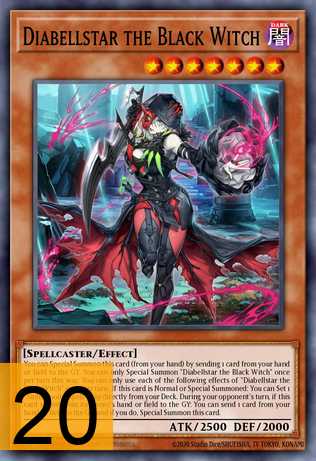 DIABELLSTAR THE BLACK WITCH
DARK
闇
[SPELLCASTER/EFFECT]
You can Special Summon this card (from your hand) by sending 1 card from your hand
or field to the GY. You can only Special Summon "Diabellstar the Black Witch" once
per turn this way. You can only use each of the following effects of "Diabellstar the
if this card is Normal or Special Summoned: You can Set 1
directly from your Deck. During your opponent's turn, if this
hand or field to the GY: You can send 1 card from your
if you do, Special Summon this card.
ATK/2500 DEF/2000
20
©2020 Studio Dice/SHUEISHA, TV TOKYO, KONAMI